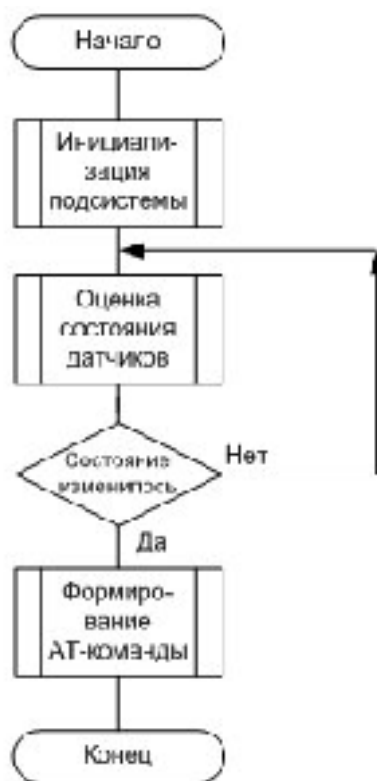 Начало
Инициали-
зация
подсистемы
Оценка
состояния
датчиков
Состояние
изменилось
Нет
Да
Формиро-
вание
АТ-команды
Конец